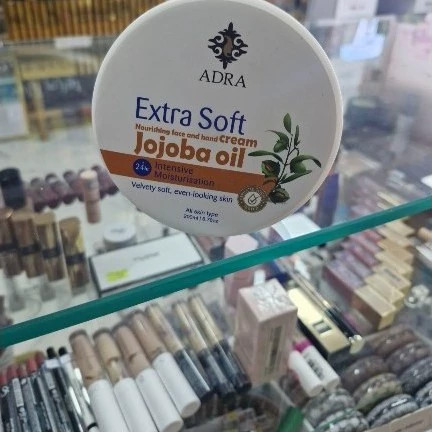 ADRA
Extra Soft
Nourishing face and hand cream
Jojoba oil
24h Intensive
Moisturization
Velvety soft, even-looking skin
All skin type